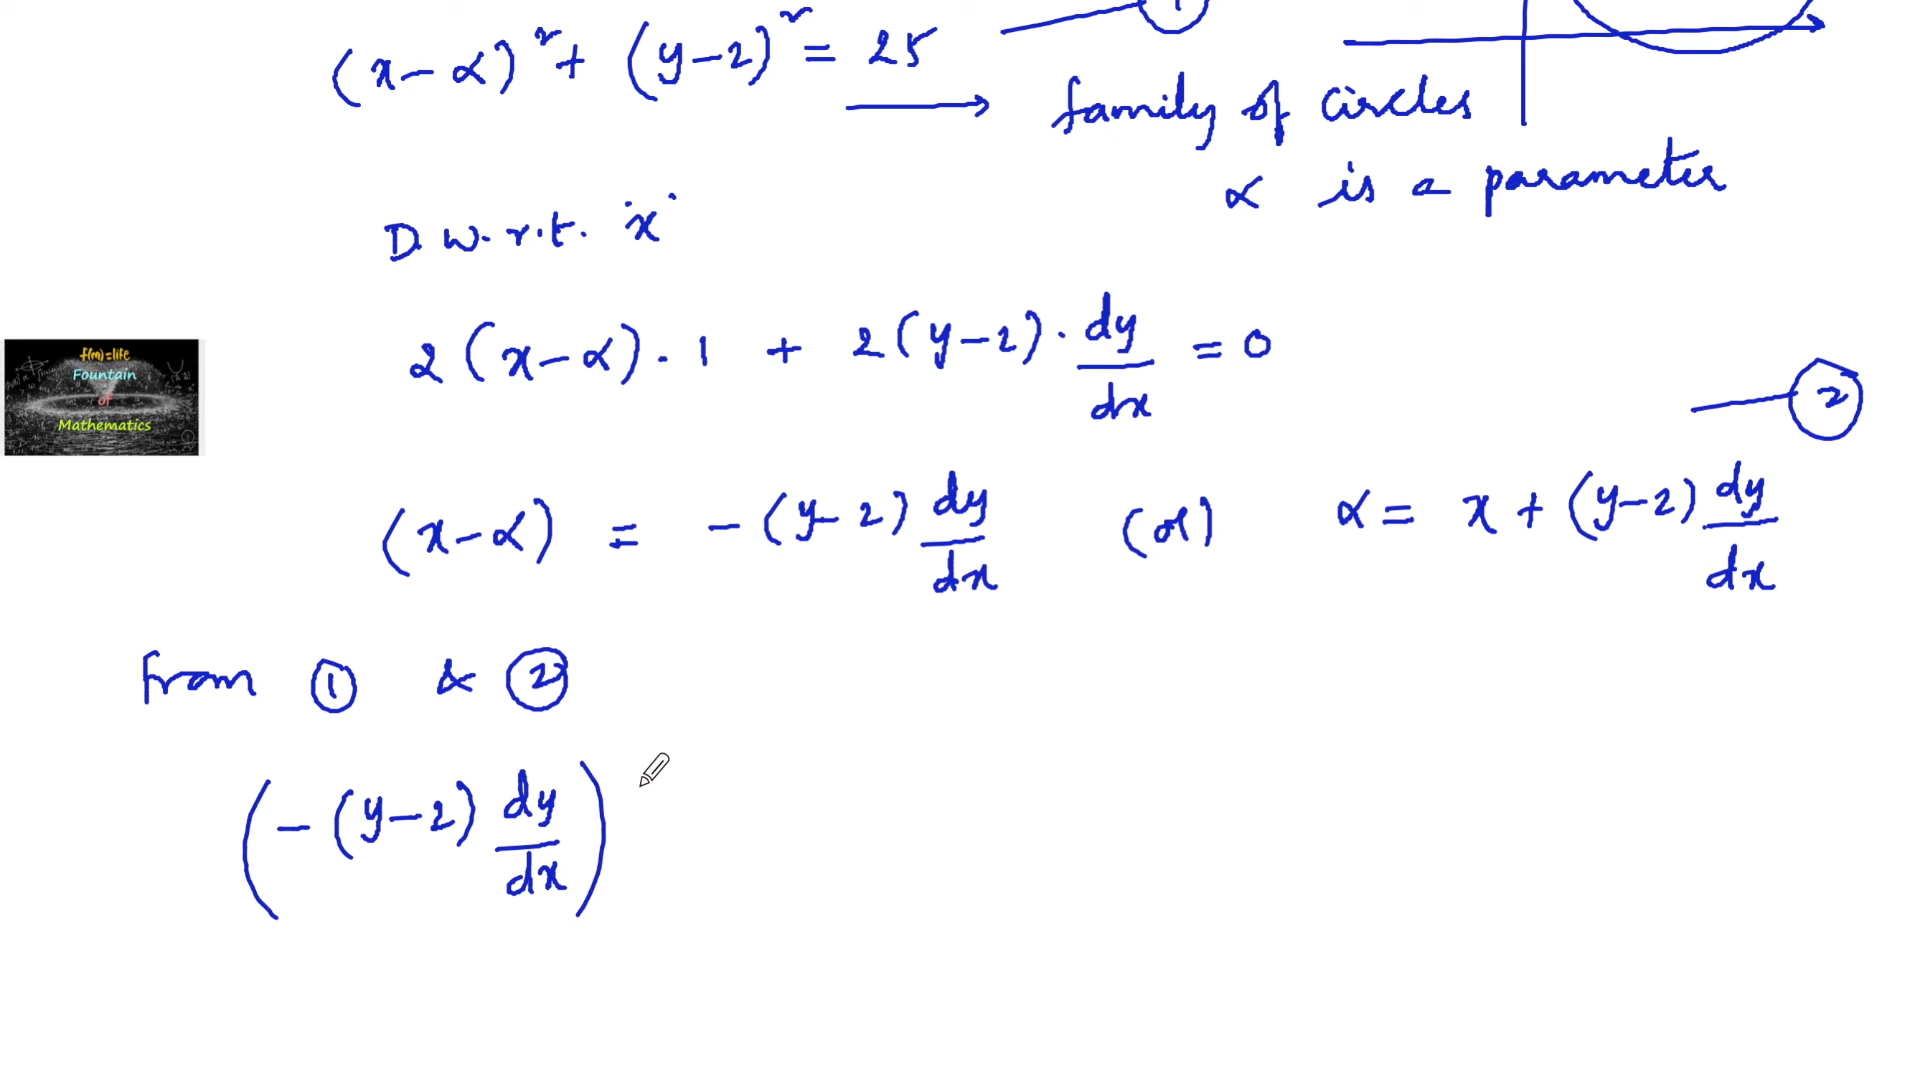 (x-α)² + (y-2)² = 25 ①
→ family of circles
α is a parameter
D. w.r.t. 'x'
2(x-α)·1 + 2(y-2)·dy/dx = 0
②
(x-α) = -(y-2) dy/dx (or) α = x + (y-2) dy/dx
f(m)=life
Fountain
of
Mathematics
From ① & ②
(-(y-2) dy/dx)